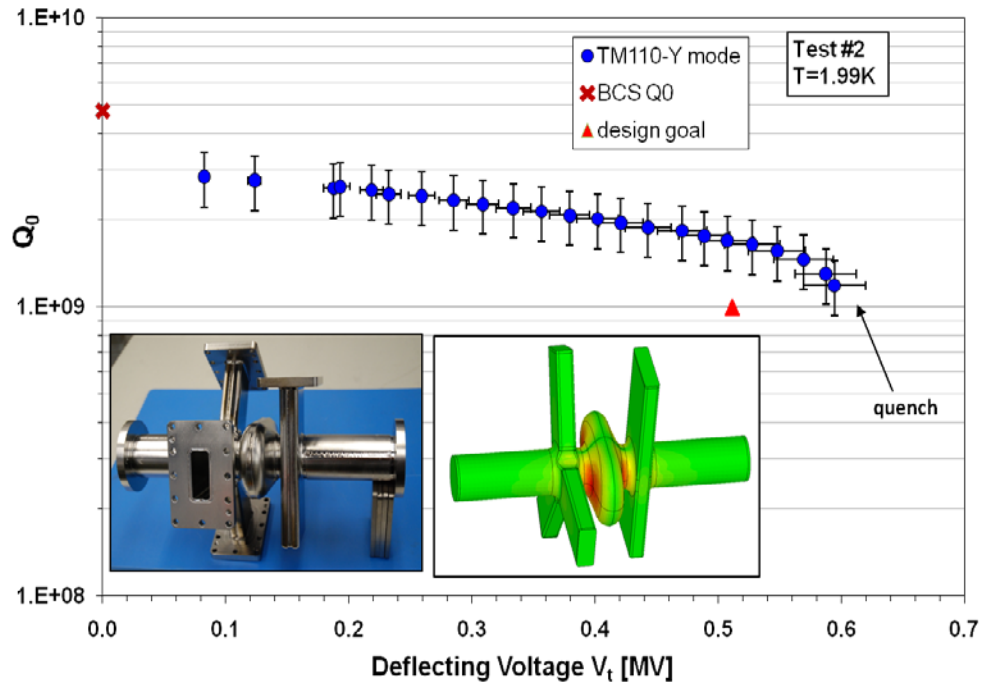 1.E+10
Q0
TM110-Y mode
BCS Q0
design goal
Test #2
T=1.99K
1.E+09
quench
1.E+08
0.0 0.1 0.2 0.3 0.4 0.5 0.6 0.7
Deflecting Voltage Vt [MV]